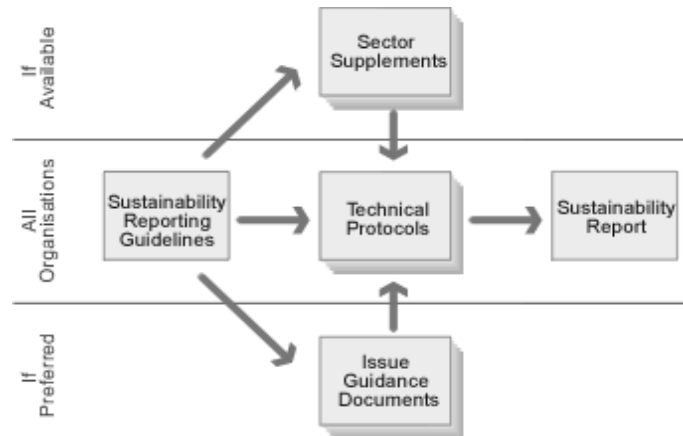 If
Available
Sector
Supplements
All
Organisations
Sustainability
Reporting
Guidelines
Technical
Protocols
Sustainability
Report
If
Preferred
Issue
Guidance
Documents